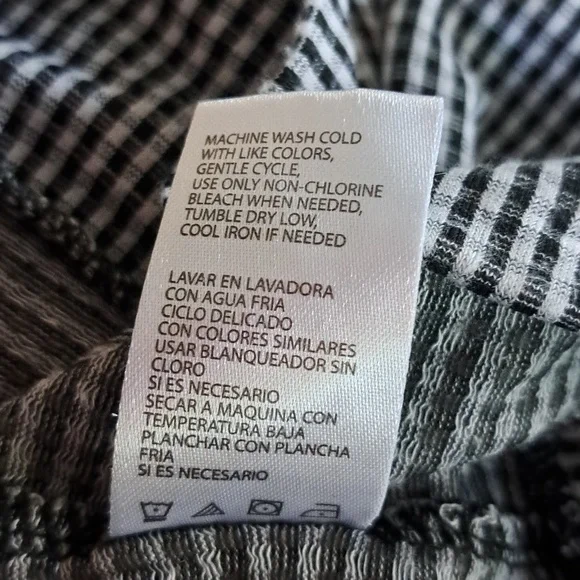 MACHINE WASH COLD
WITH LIKE COLORS,
GENTLE CYCLE,
USE ONLY NON-CHLORINE
BLEACH WHEN NEEDED,
TUMBLE DRY LOW,
COOL IRON IF NEEDED
LAVAR EN LAVADORA
CON AGUA FRIA
CICLO DELICADO
CON COLORES SIMILARES
USAR BLANQUEADOR SIN
CLORO
SI ES NECESARIO
SECAR A MAQUINA CON
TEMPERATURA BAJA
PLANCHAR CON PLANCHA
FRIA
SI ES NECESARIO